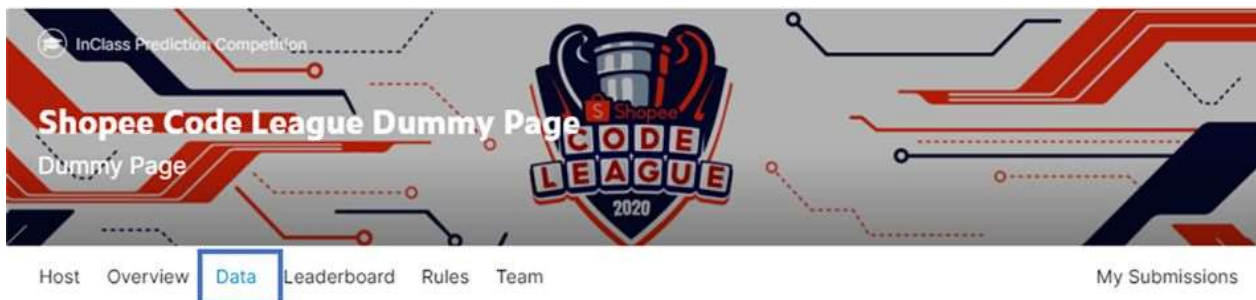 InClass Prediction Competition
Shopee Code League Dummy Page
Dummy Page
S Shopee
CODE
LEAGUE
2020
Host Overview Data Leaderboard Rules Team My Submissions